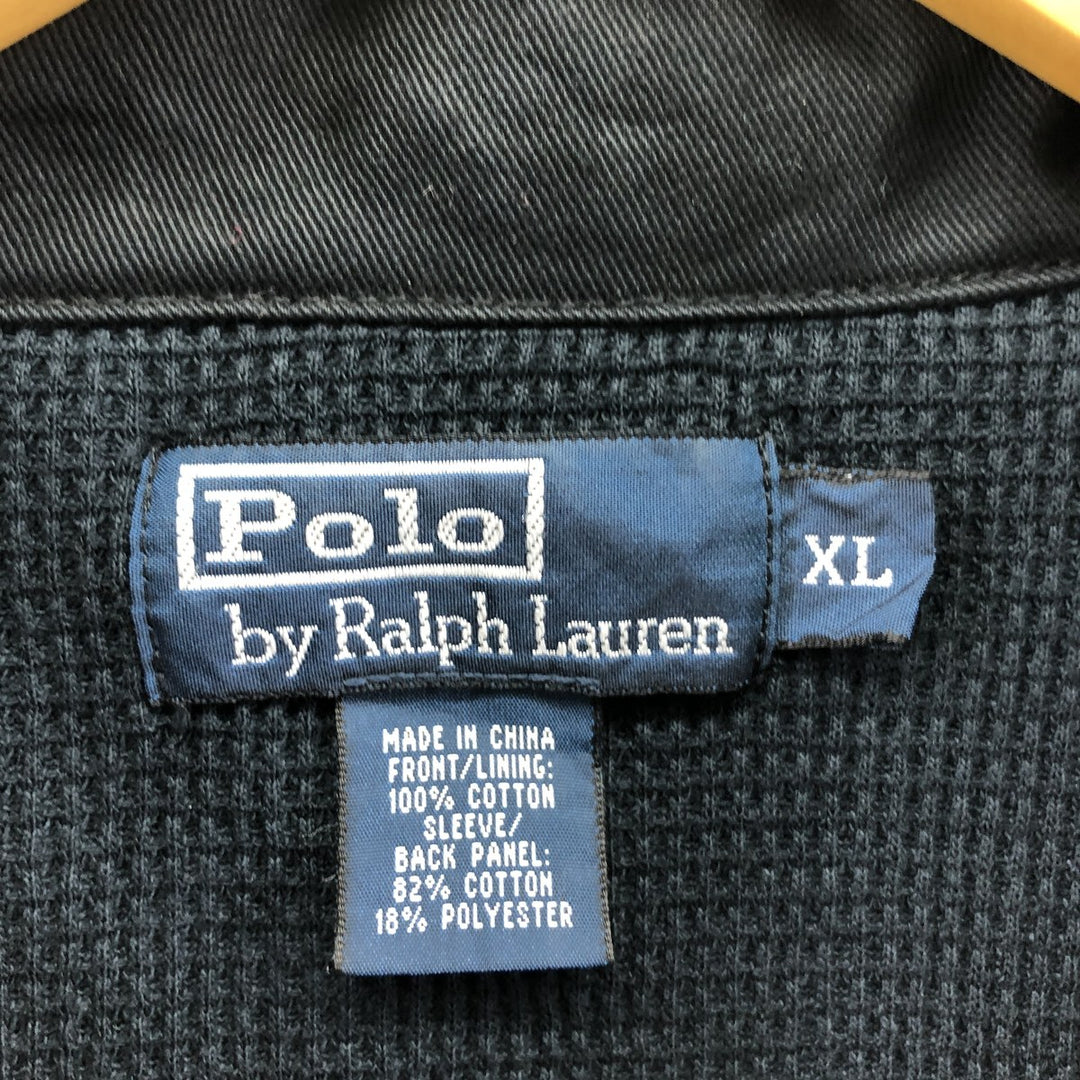 Polo
by Ralph Lauren
XL
MADE IN CHINA
FRONT/LINING:
100% COTTON
SLEEVE/
BACK PANEL:
82% COTTON
18% POLYESTER